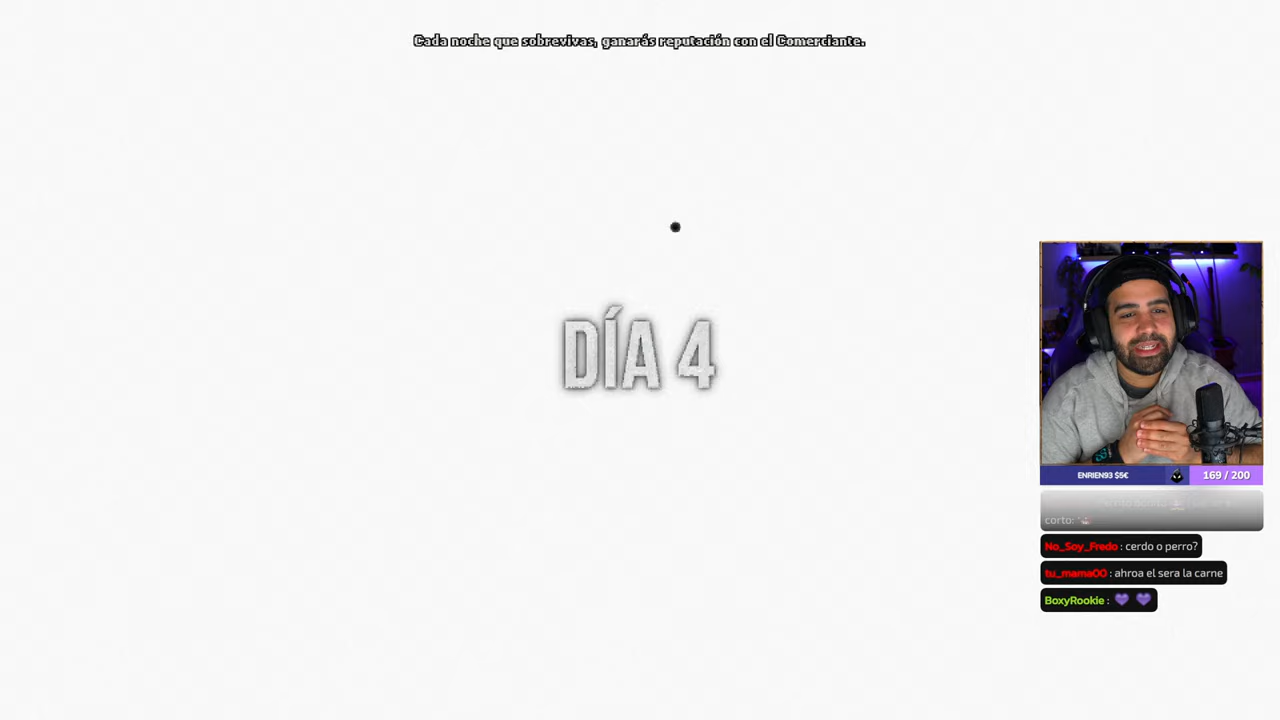 Cada noche que sobrevivas, ganarás reputación con el Comerciante.
DÍA 4
ENRIEN93 $5€
169 / 200
corto:
No_Soy_Fredo : cerdo o perro?
tu_mama00 : ahroa el sera la carne
BoxyRookie :